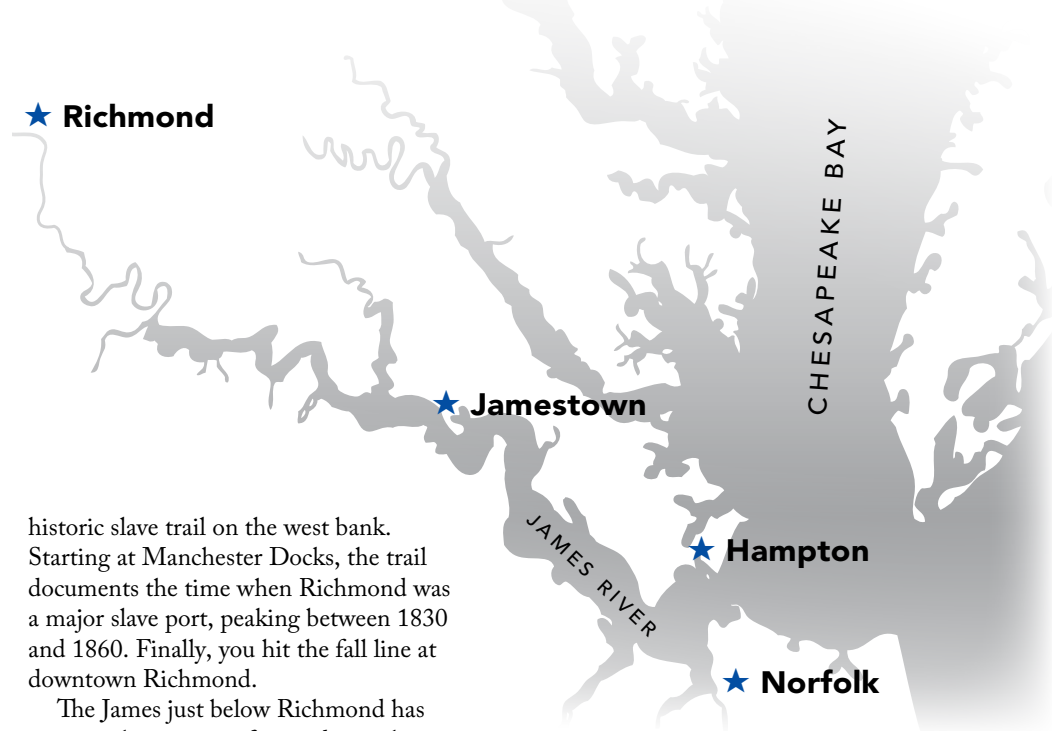 Richmond
CHESAPEAKE BAY
Jamestown
JAMES RIVER
Hampton
Norfolk
historic slave trail on the west bank.
Starting at Manchester Docks, the trail
documents the time when Richmond was
a major slave port, peaking between 1830
and 1860. Finally, you hit the fall line at
downtown Richmond.
The James just below Richmond has